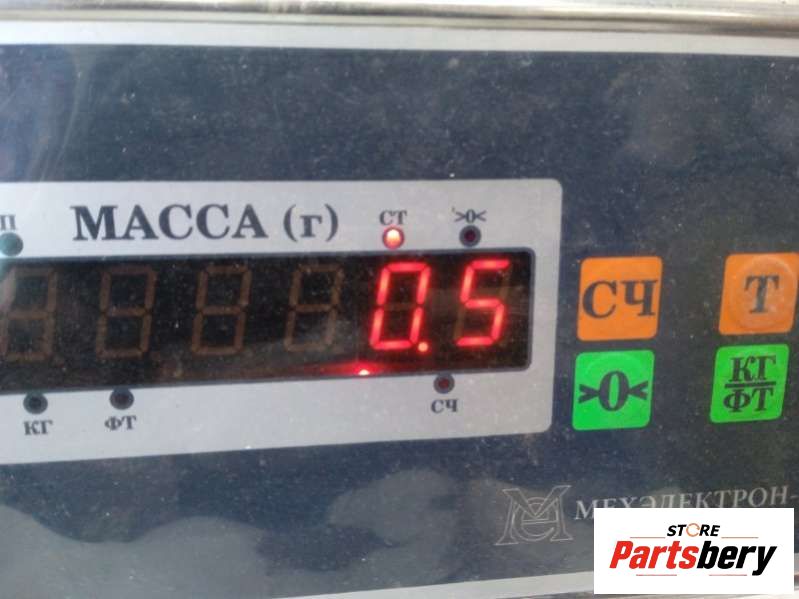 П
МАССА (г)
СТ
>0<
0.5
СЧ
Т
КГ
ФТ
СЧ
>0<
КГ
ФТ
МЕХЭЛЕКТРОН-
STORE
Partsbery